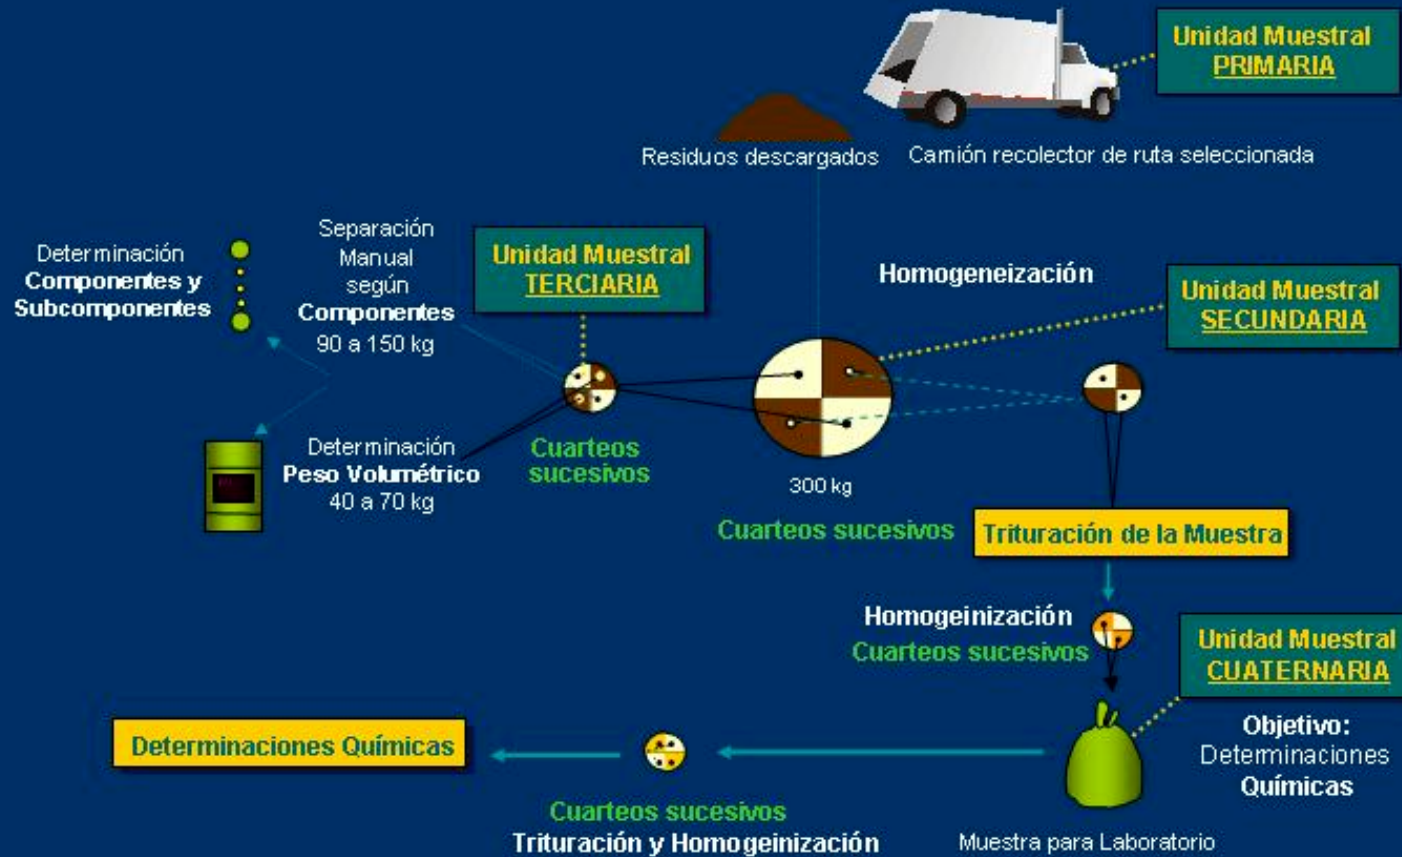 Unidad Muestral
PRIMARIA
Residuos descargados
Camión recolector de ruta seleccionada
Determinación
Componentes y
Subcomponentes
Separación
Manual
según
Componentes
90 a 150 kg
Unidad Muestral
TERCIARIA
Homogeneización
Unidad Muestral
SECUNDARIA
Determinación
Peso Volumétrico
40 a 70 kg
Cuarteos
sucesivos
300 kg
Cuarteos sucesivos
Trituración de la Muestra
Homogeinización
Cuarteos sucesivos
Unidad Muestral
CUATERNARIA
Objetivo:
Determinaciones
Químicas
Determinaciones Químicas
Cuarteos sucesivos
Trituración y Homogeinización
Muestra para Laboratorio